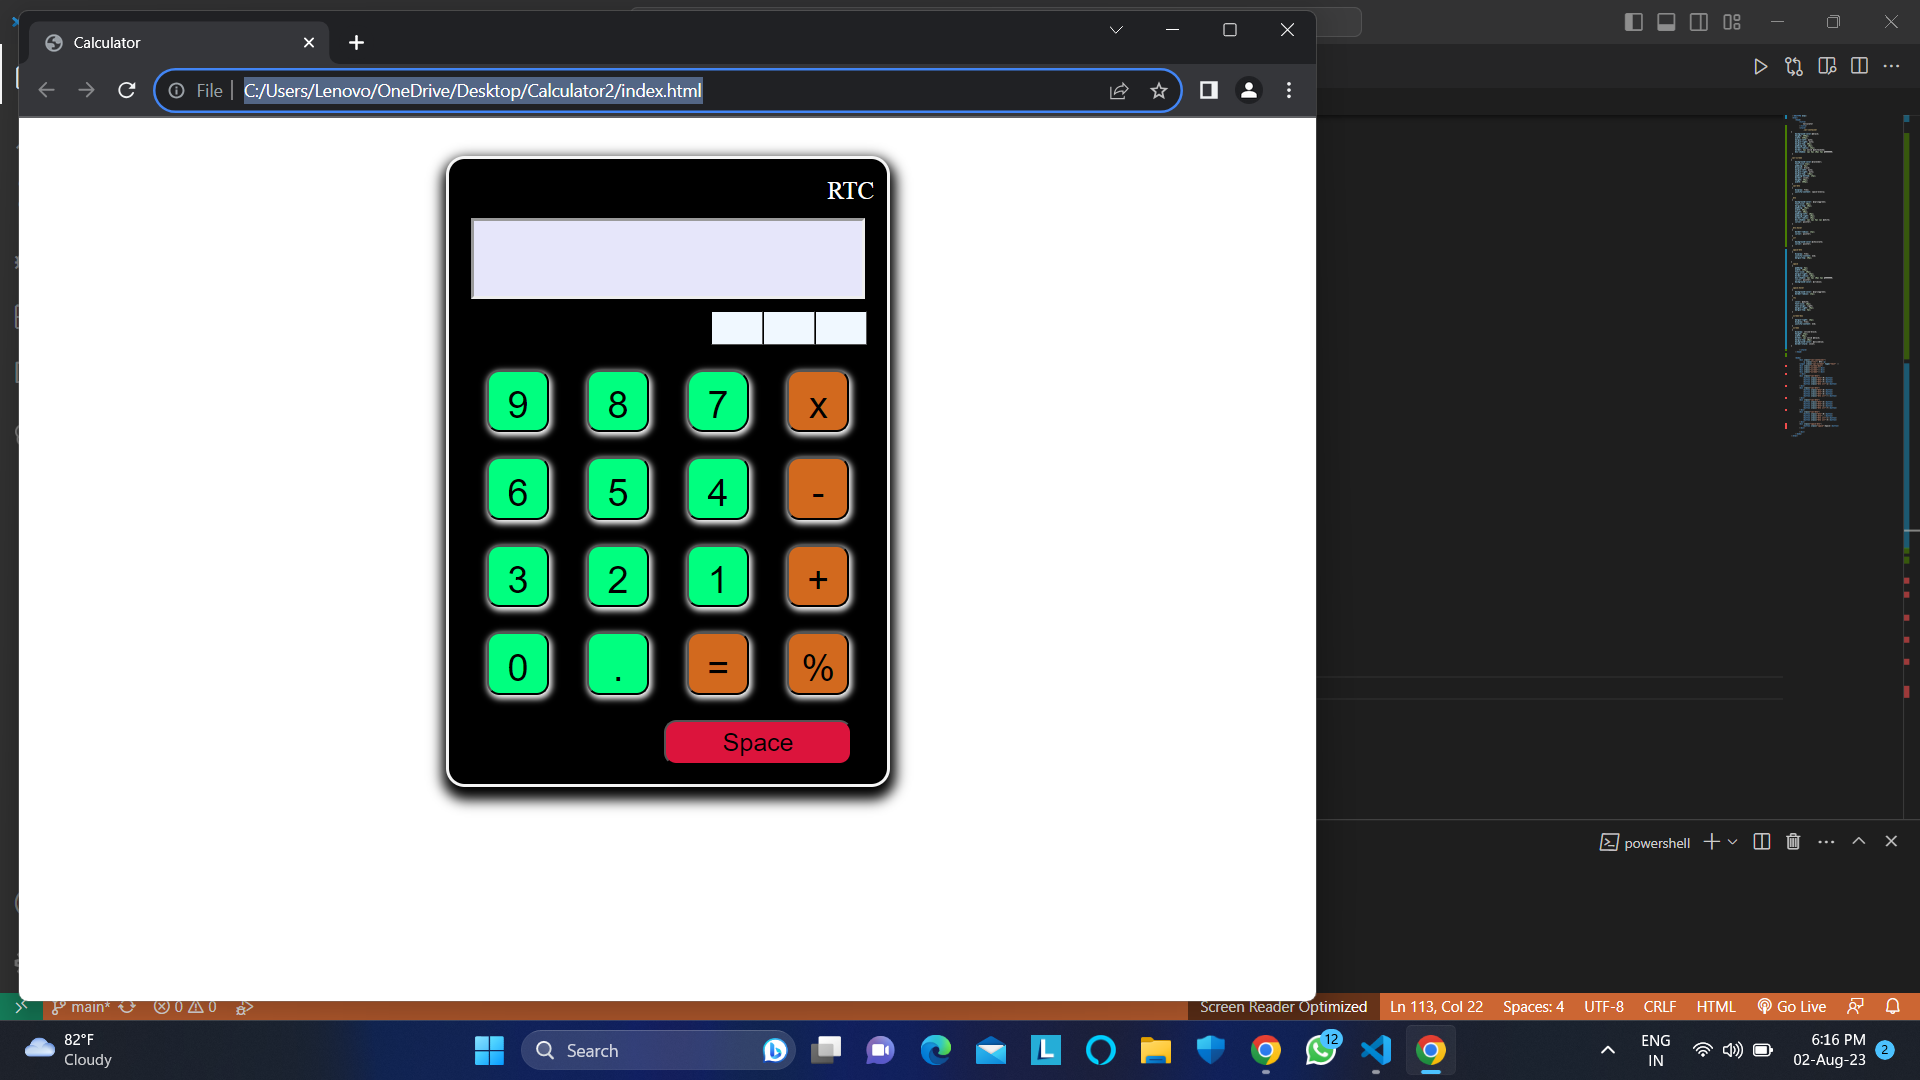 Calculator
File
C:/Users/Lenovo/OneDrive/Desktop/Calculator2/index.html
RTC
9 8 7 x
6 5 4 -
3 2 1 +
0 . = %
Space
powershell
main* 0 0
Screen Reader Optimized Ln 113, Col 22 Spaces: 4 UTF-8 CRLF HTML Go Live
82°F
Cloudy
Search
L
12
ENG
IN
6:16 PM
02-Aug-23
2